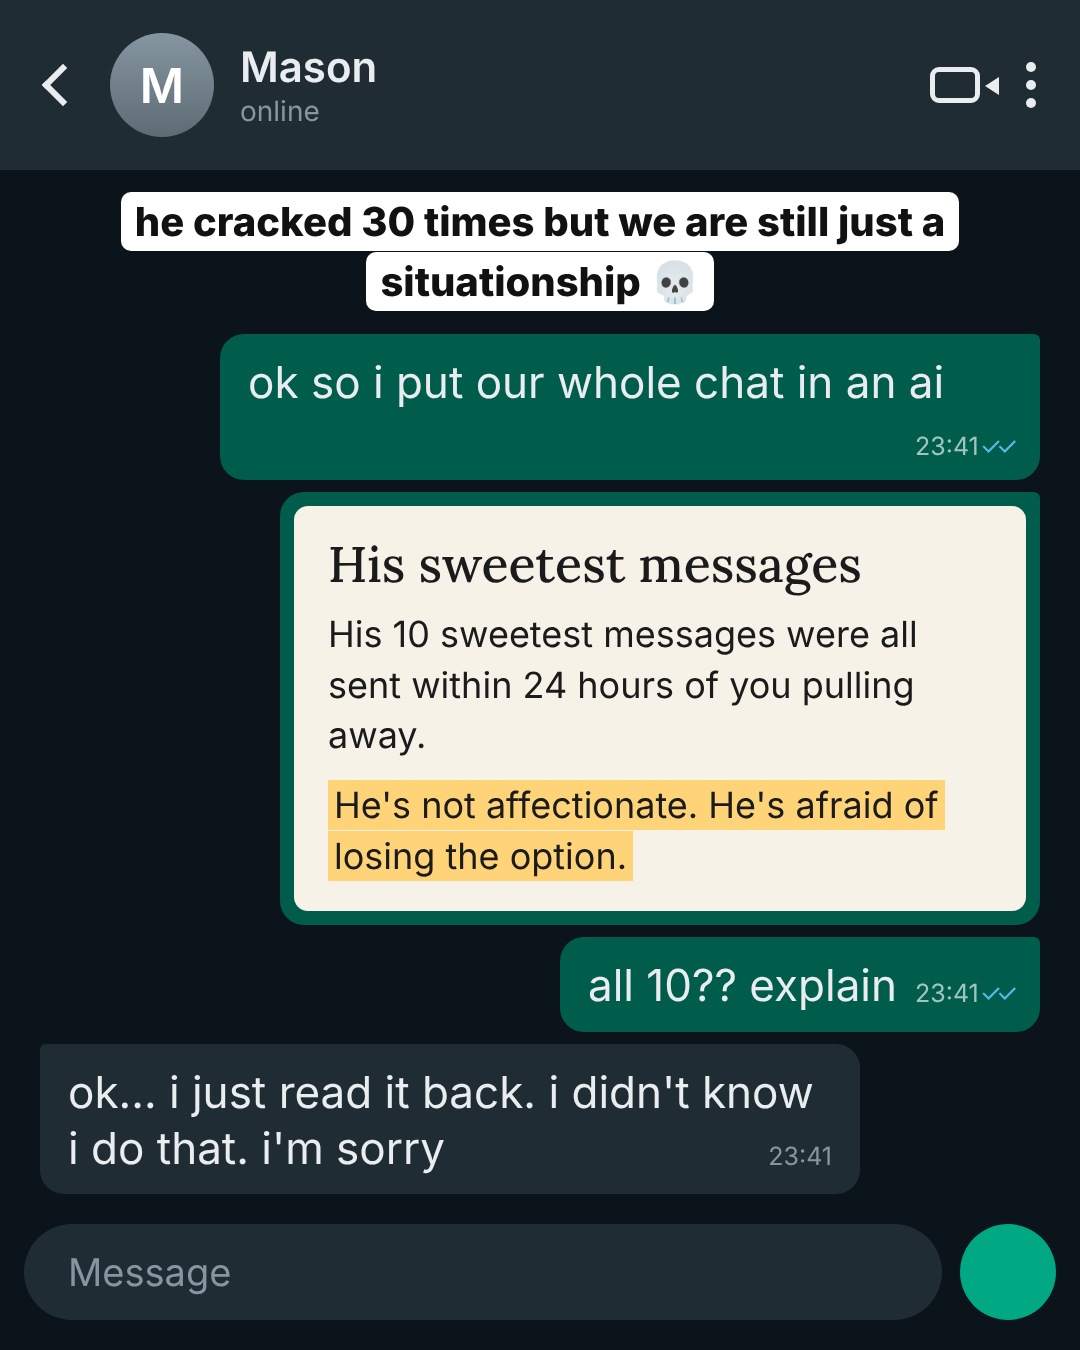 M
Mason
online
he cracked 30 times but we are still just a
situationship 💀
ok so i put our whole chat in an ai
23:41
His sweetest messages
His 10 sweetest messages were all
sent within 24 hours of you pulling
away.
He's not affectionate. He's afraid of
losing the option.
all 10?? explain 23:41
ok... i just read it back. i didn't know
i do that. i'm sorry 23:41
Message